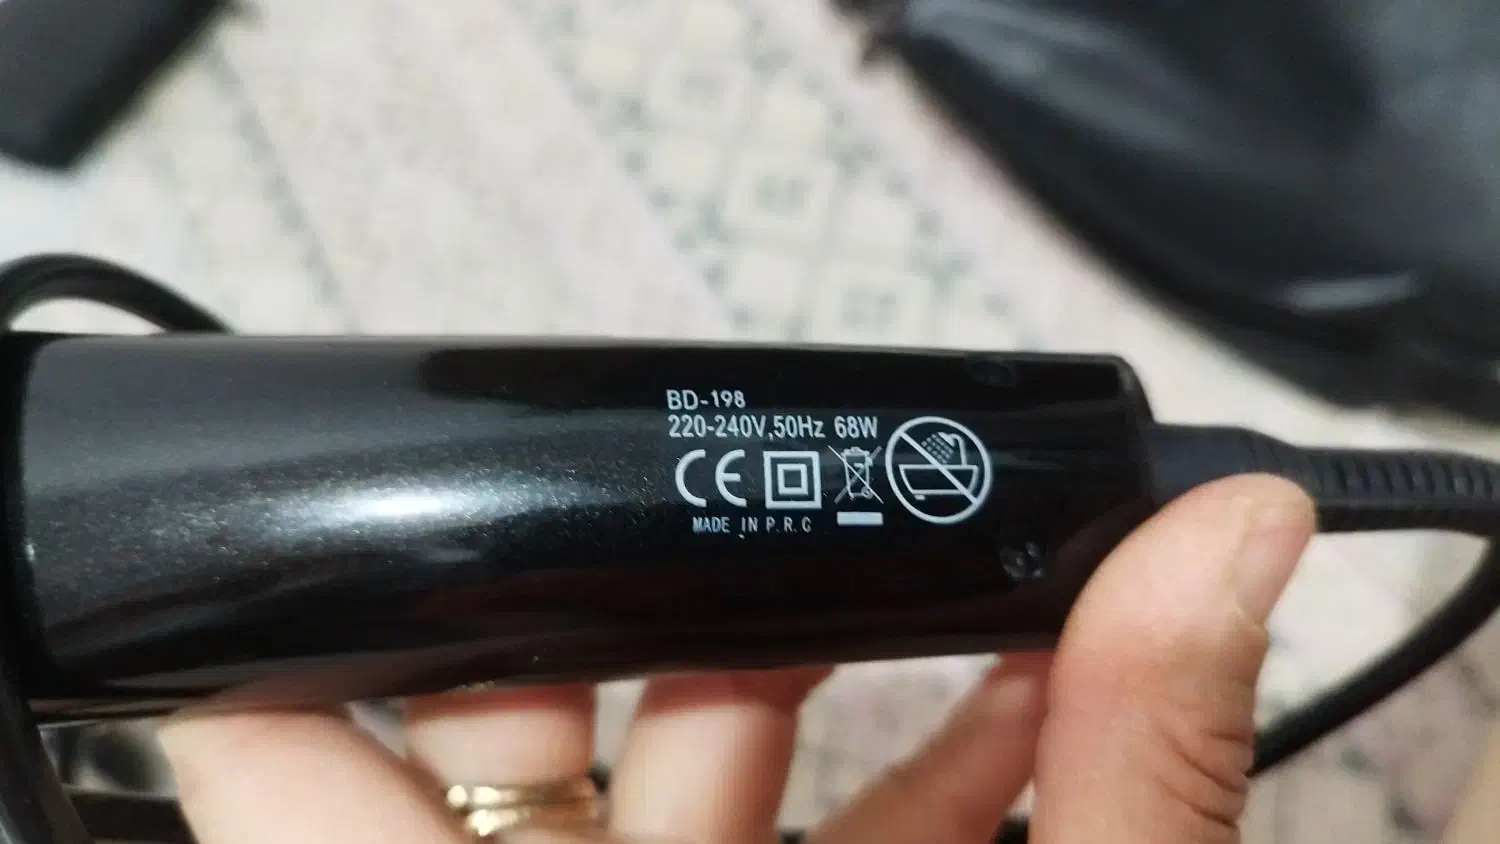 BD-198
220-240V,50Hz 68W
CE
MADE IN P.R.C